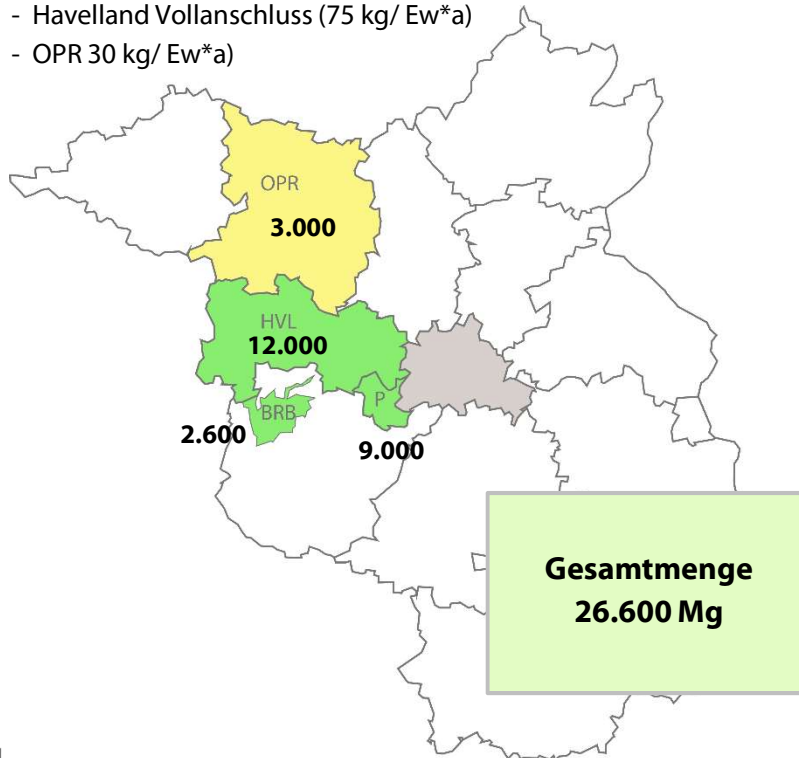 - Havelland Vollanschluss (75 kg/ Ew*a)
- OPR 30 kg/ Ew*a)
OPR
3.000
HVL
12.000
P
BRB
2.600
9.000
Gesamtmenge
26.600 Mg